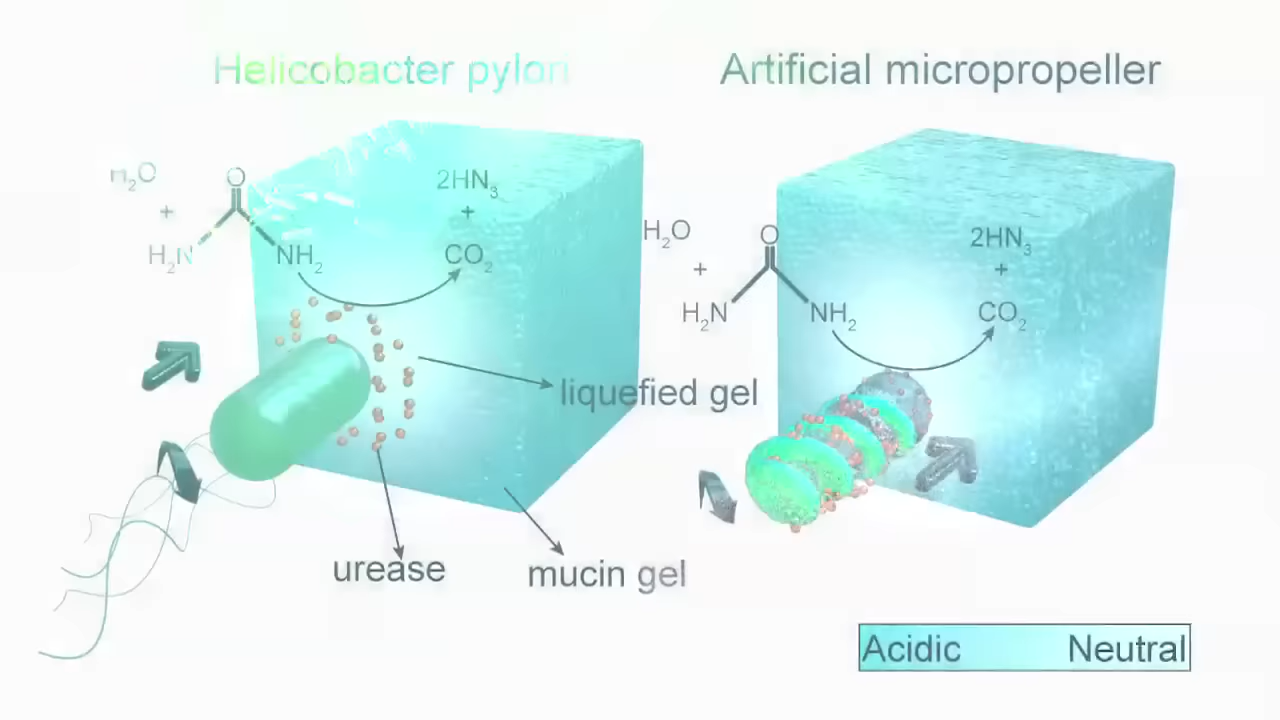 Helicobacter pylori
Artificial micropropeller
H₂O
+
O
H₂N
NH₂
2HN₃
+
CO₂
H₂O
+
O
H₂N
NH₂
2HN₃
+
CO₂
liquefied gel
urease
mucin gel
Acidic
Neutral